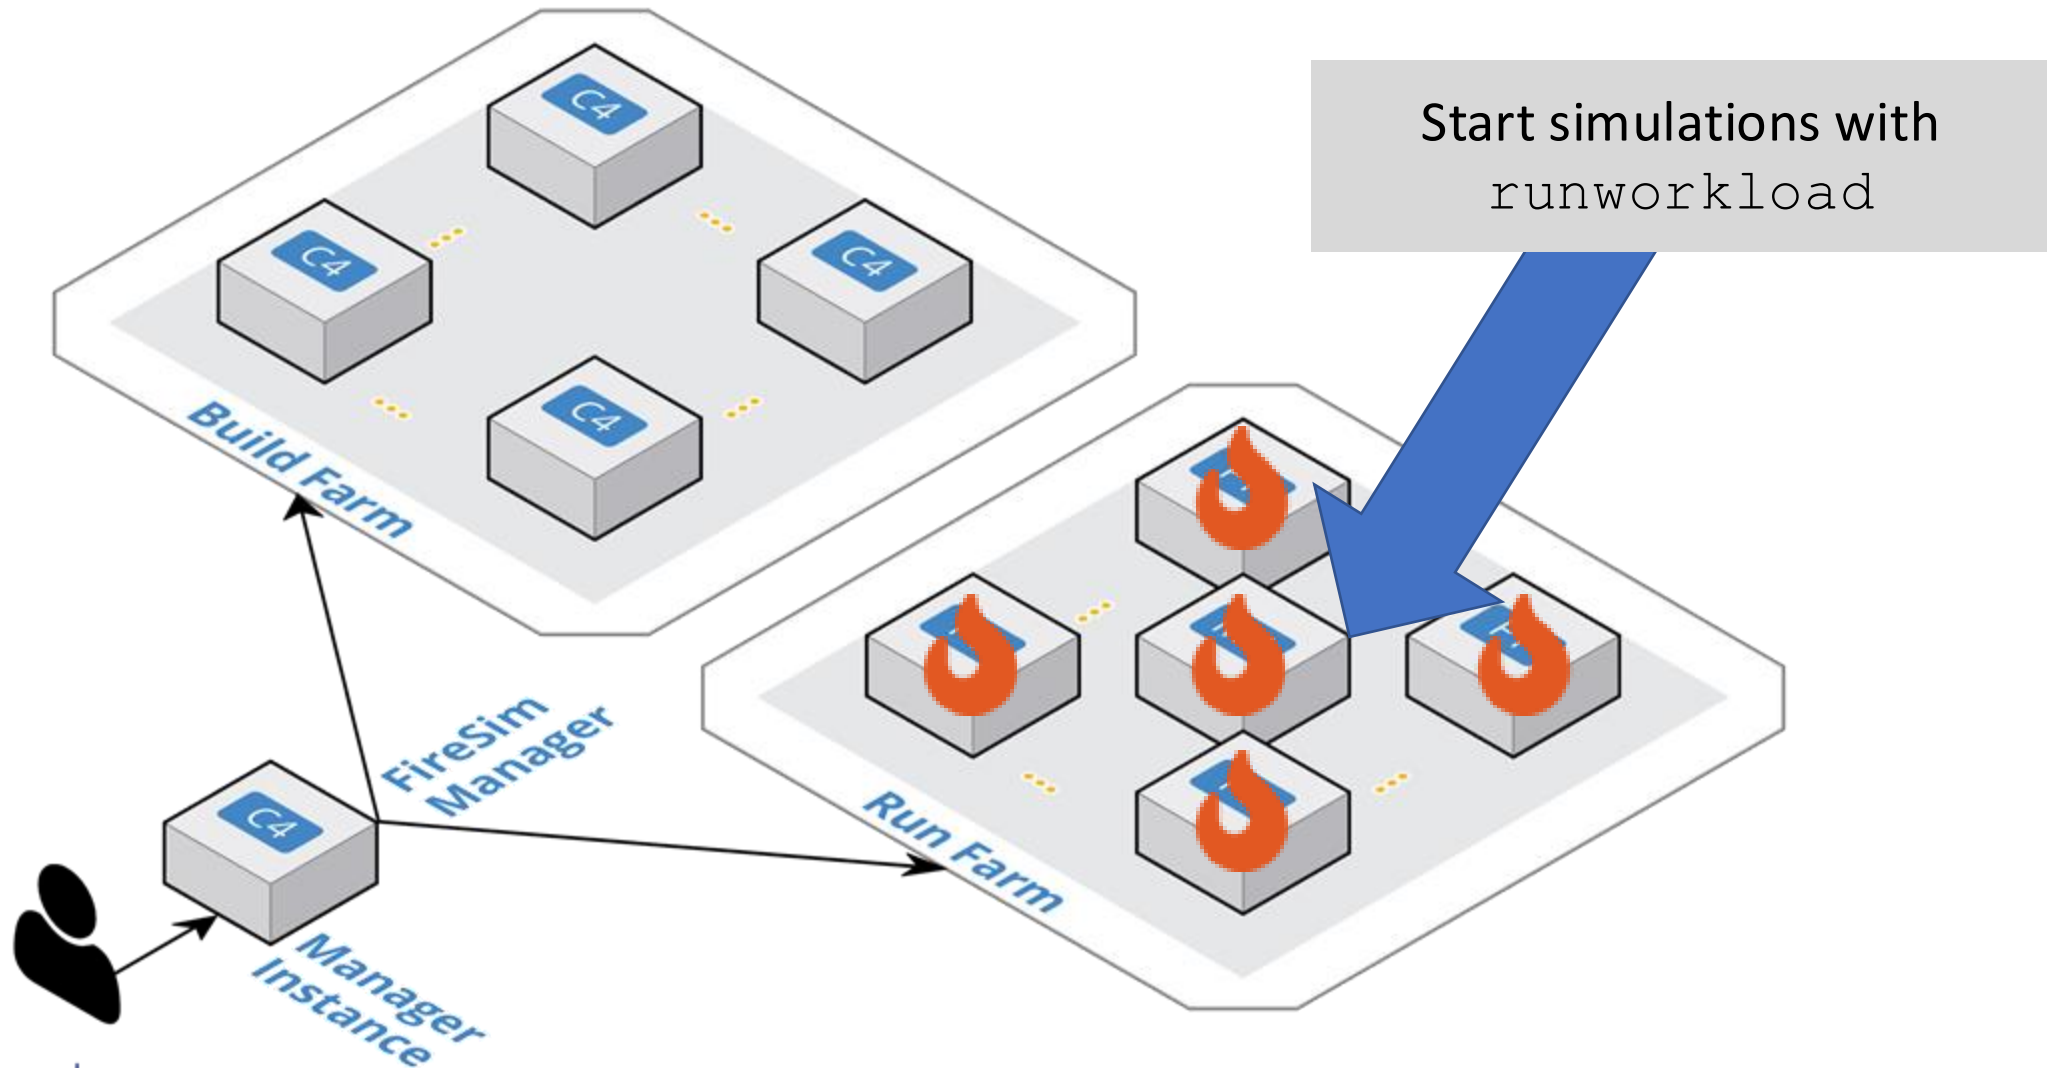 C4
Start simulations with
runworkload
C4
C4
C4
Build Farm
FireSim
Manager
C4
Run Farm
Manager
Instance